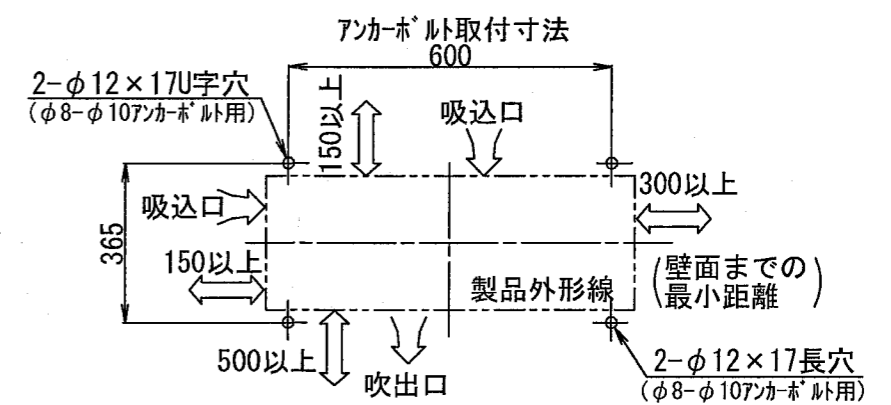 アンカーボルト取付寸法
600
2-φ12×17U字穴
(φ8-φ10アンカーボルト用)
150以上
吸込口
300以上
吸込口
365
150以上
製品外形線
(壁面までの
最小距離)
500以上
吹出口
2-φ12×17長穴
(φ8-φ10アンカーボルト用)